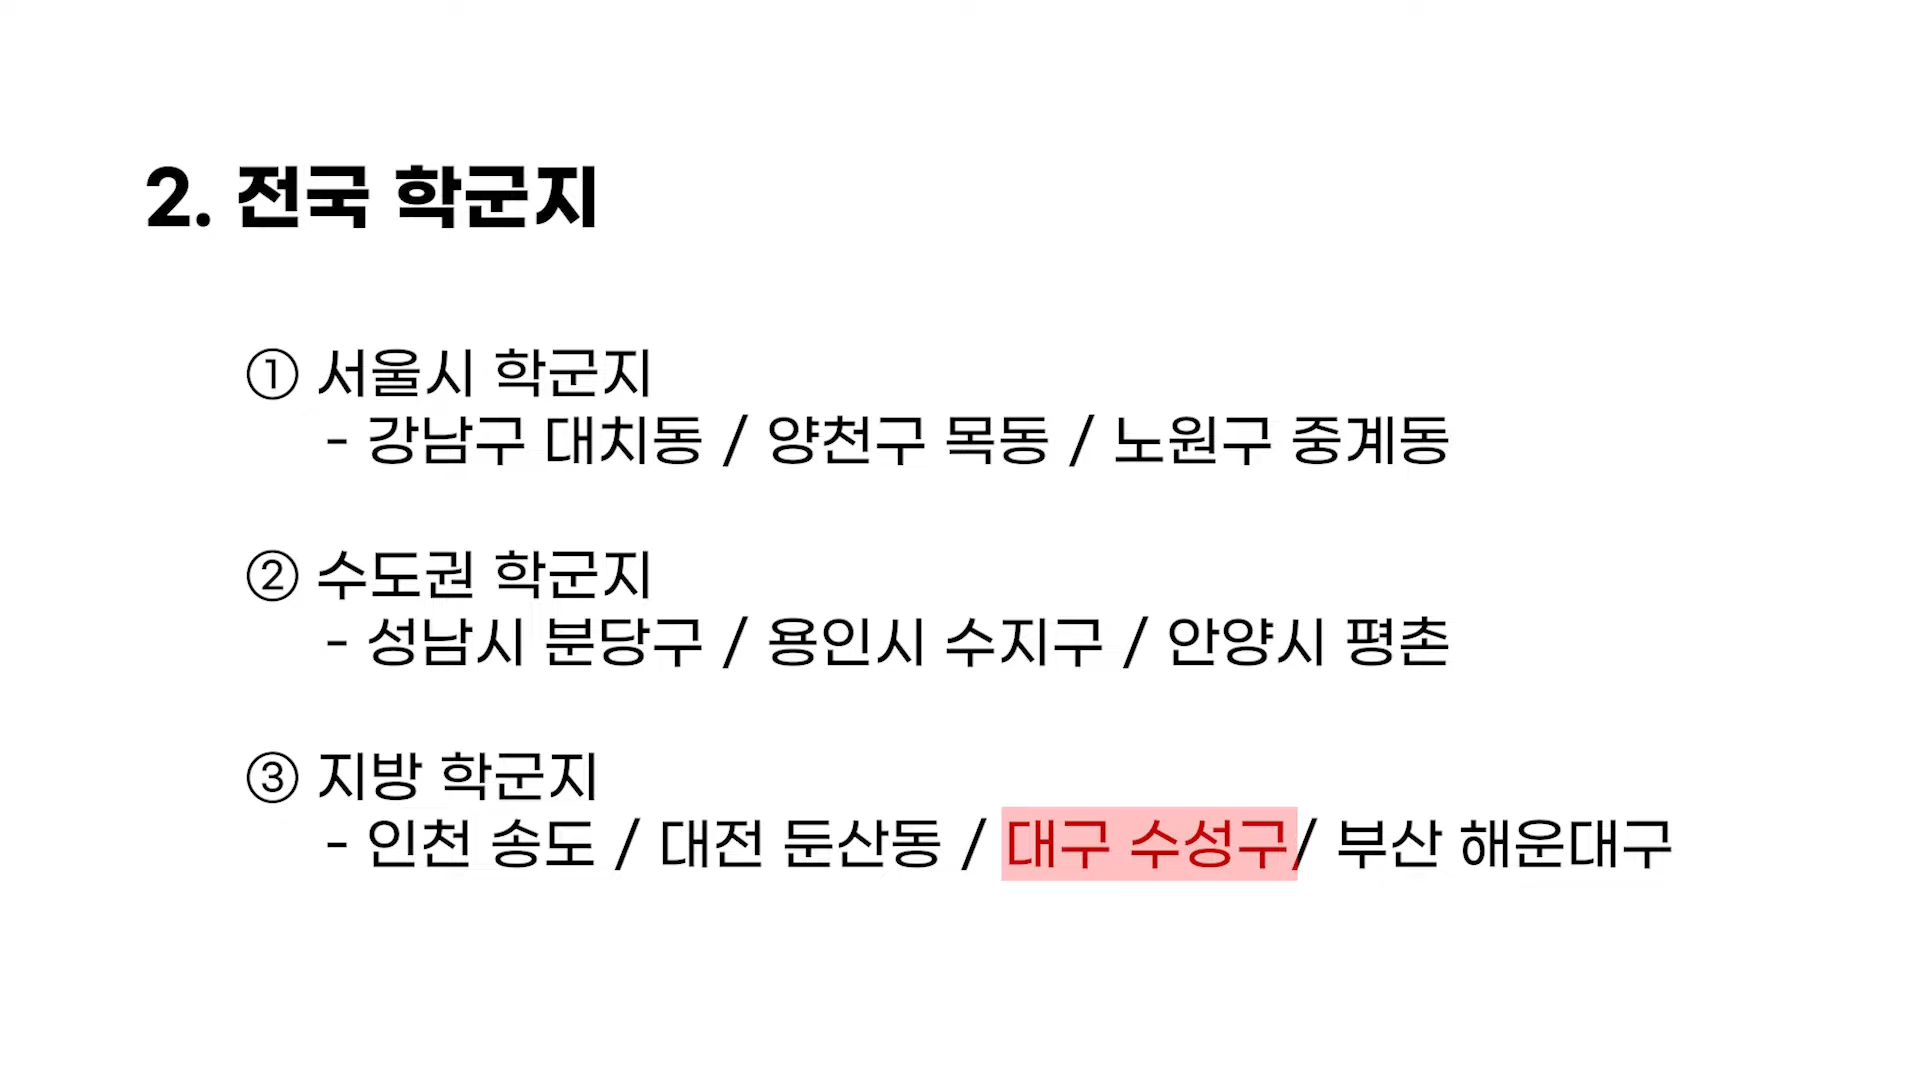 2. 전국 학군지
① 서울시 학군지
- 강남구 대치동 / 양천구 목동 / 노원구 중계동
② 수도권 학군지
- 성남시 분당구 / 용인시 수지구 / 안양시 평촌
③ 지방 학군지
- 인천 송도 / 대전 둔산동 / 대구 수성구/ 부산 해운대구